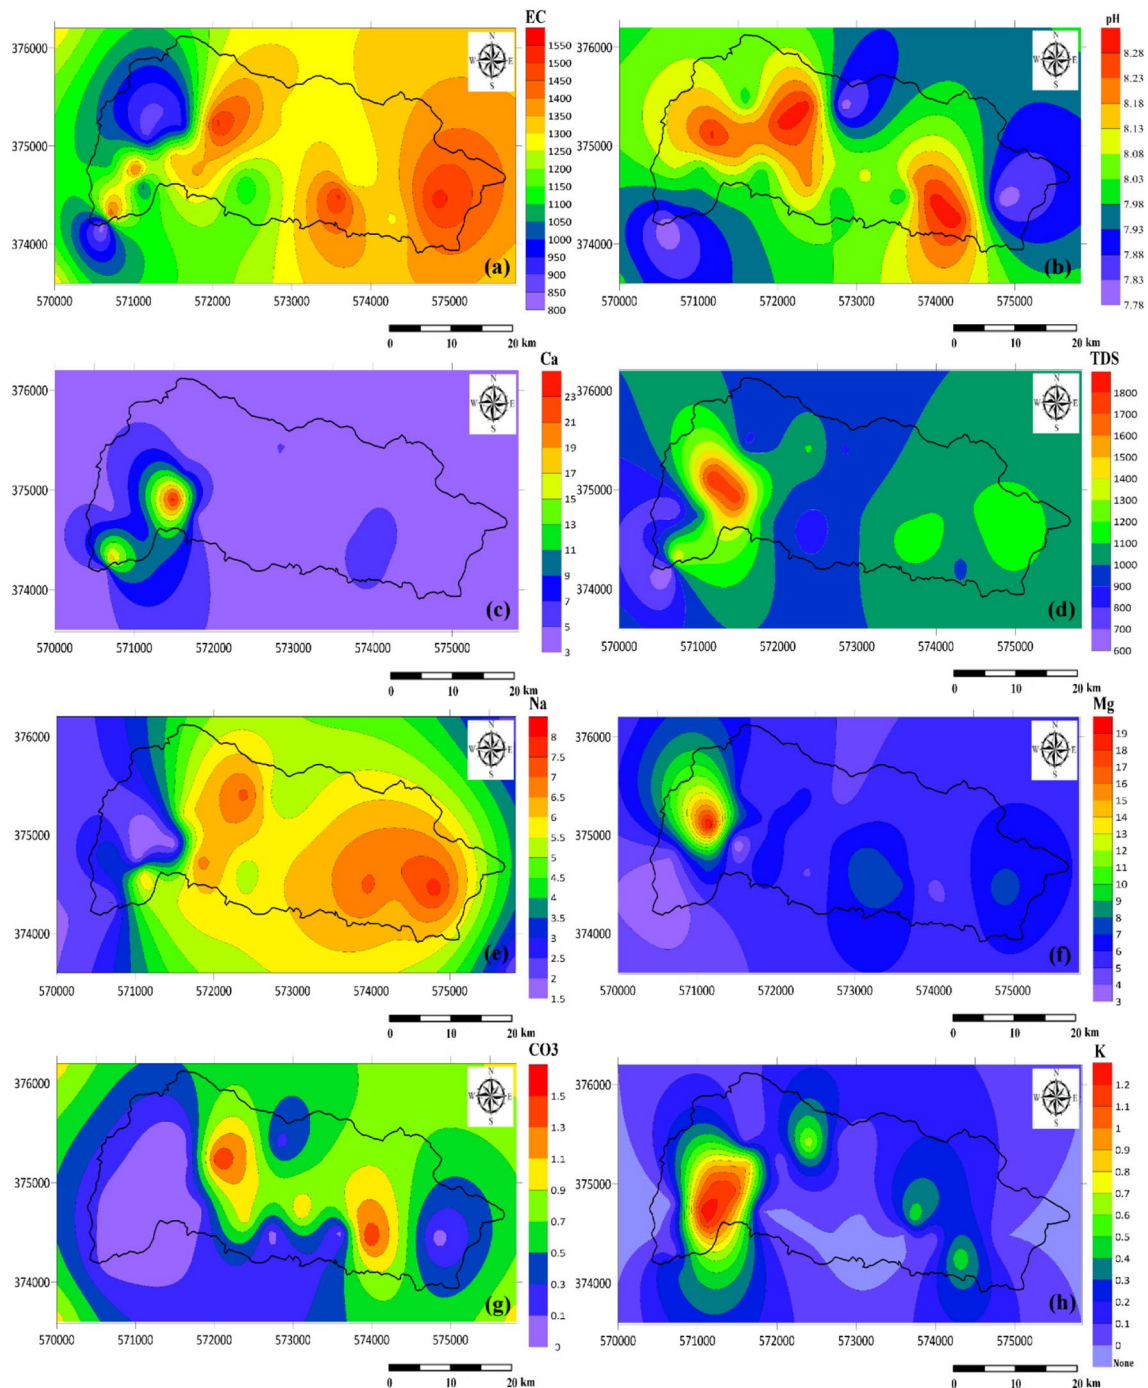 EC
N
W E
S
376000
375000
374000
570000 571000 572000 573000 574000 575000
(a)
1550
1500
1400
1300
1200
1100
1050
1000
900
800
0 10 20 km
pH
N
W E
S
376000
375000
374000
570000 571000 572000 573000 574000 575000
(b)
8.28
8.23
8.18
8.13
8.08
8.03
7.98
7.93
7.88
7.83
7.78
0 10 20 km
Ca
N
W E
S
376000
375000
374000
570000 571000 572000 573000 574000 575000
(c)
23
21
19
17
15
13
11
9
7
5
3
0 10 20 km
TDS
N
W E
S
376000
375000
374000
570000 571000 572000 573000 574000 575000
(d)
1800
1700
1600
1500
1400
1300
1200
1100
1000
900
800
700
600
0 10 20 km
Na
N
W E
S
376000
375000
374000
570000 571000 572000 573000 574000 575000
(e)
8
7.5
7
6.5
6
5.5
5
4.5
4
3.5
3
2.5
2
1.5
0 10 20 km
Mg
N
W E
S
376000
375000
374000
570000 571000 572000 573000 574000 575000
(f)
19
18
16
15
14
13
12
11
10
9
8
7
6
5
4
3
0 10 20 km
CO3
N
W E
S
376000
375000
374000
570000 571000 572000 573000 574000 575000
(g)
1.5
1.3
1.1
0.9
0.7
0.5
0.3
0.1
0
0 10 20 km
K
N
W E
S
376000
375000
374000
570000 571000 572000 573000 574000 575000
(h)
1.2
1.1
1
0.9
0.8
0.7
0.6
0.5
0.4
0.3
0.2
0.1
0
None
0 10 20 km